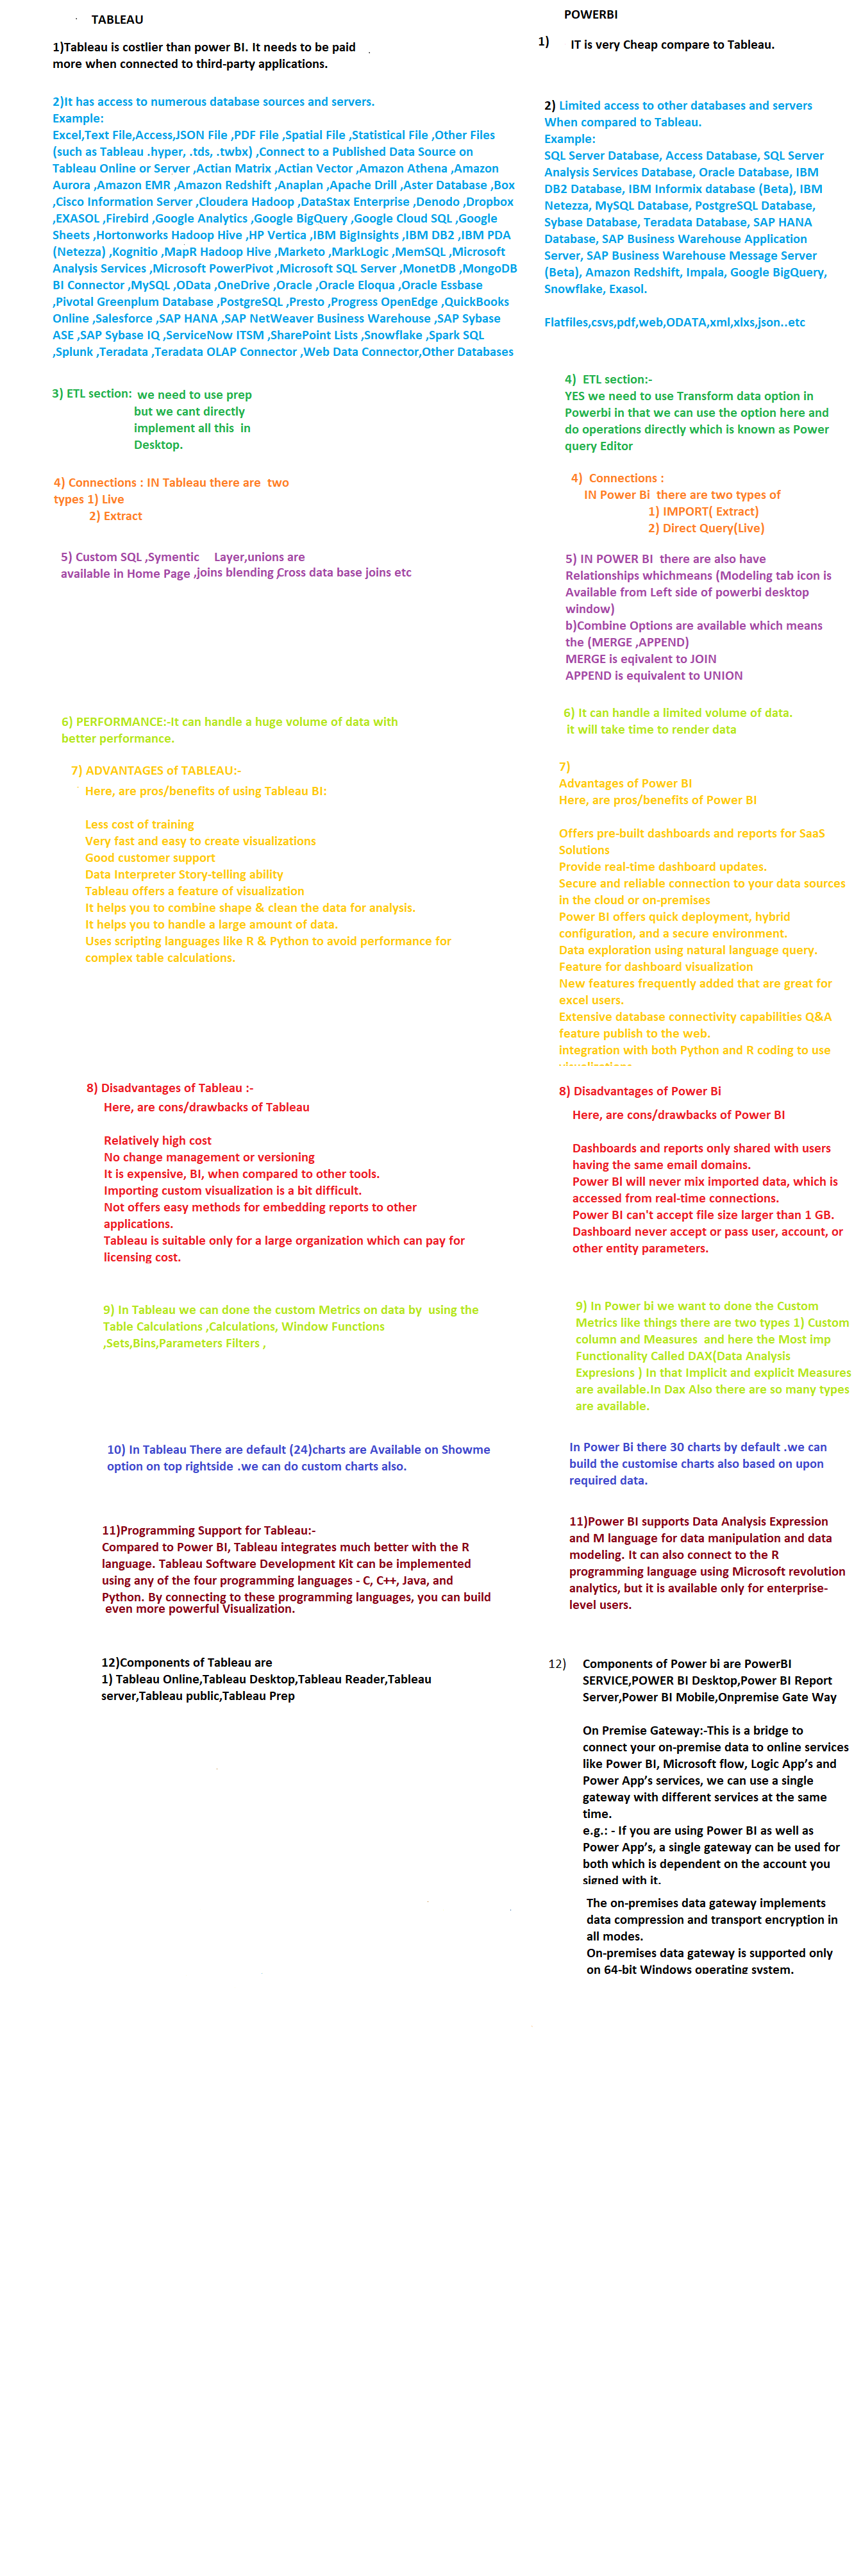 TABLEAU
1)Tableau is costlier than power BI. It needs to be paid
more when connected to third-party applications.
2)It has access to numerous database sources and servers.
Example:
Excel,Text File,Access,JSON File ,PDF File ,Spatial File ,Statistical File ,Other Files
(such as Tableau .hyper, .tds, .twbx) ,Connect to a Published Data Source on
Tableau Online or Server ,Actian Matrix ,Actian Vector ,Amazon Athena ,Amazon
Aurora ,Amazon EMR ,Amazon Redshift ,Anaplan ,Apache Drill ,Aster Database ,Box
,Cisco Information Server ,Cloudera Hadoop ,DataStax Enterprise ,Denodo ,Dropbox
,EXASOL ,Firebird ,Google Analytics ,Google BigQuery ,Google Cloud SQL ,Google
Sheets ,Hortonworks Hadoop Hive ,HP Vertica ,IBM BigInsights ,IBM DB2 ,IBM PDA
(Netezza) ,Kognitio ,MapR Hadoop Hive ,Marketo ,MarkLogic ,MemSQL ,Microsoft
Analysis Services ,Microsoft PowerPivot ,Microsoft SQL Server ,MonetDB ,MongoDB
BI Connector ,MySQL ,OData ,OneDrive ,Oracle ,Oracle Eloqua ,Oracle Essbase
,Pivotal Greenplum Database ,PostgreSQL ,Presto ,Progress OpenEdge ,QuickBooks
Online ,Salesforce ,SAP HANA ,SAP NetWeaver Business Warehouse ,SAP Sybase
ASE ,SAP Sybase IQ ,ServiceNow ITSM ,SharePoint Lists ,Snowflake ,Spark SQL
,Splunk ,Teradata ,Teradata OLAP Connector ,Web Data Connector,Other Databases
3) ETL section: we need to use prep
but we cant directly
implement all this in
Desktop.
4) Connections : IN Tableau there are two
types 1) Live
2) Extract
5) Custom SQL ,Symentic Layer,unions are
available in Home Page ,joins blending ,Cross data base joins etc
6) PERFORMANCE:-It can handle a huge volume of data with
better performance.
7) ADVANTAGES of TABLEAU:-
Here, are pros/benefits of using Tableau BI:
Less cost of training
Very fast and easy to create visualizations
Good customer support
Data Interpreter Story-telling ability
Tableau offers a feature of visualization
It helps you to combine shape & clean the data for analysis.
It helps you to handle a large amount of data.
Uses scripting languages like R & Python to avoid performance for
complex table calculations.
8) Disadvantages of Tableau :-
Here, are cons/drawbacks of Tableau
Relatively high cost
No change management or versioning
It is expensive, BI, when compared to other tools.
Importing custom visualization is a bit difficult.
Not offers easy methods for embedding reports to other
applications.
Tableau is suitable only for a large organization which can pay for
licensing cost.
9) In Tableau we can done the custom Metrics on data by using the
Table Calculations ,Calculations, Window Functions
,Sets,Bins,Parameters Filters ,
10) In Tableau There are default (24)charts are Available on Showme
option on top rightside .we can do custom charts also.
11)Programming Support for Tableau:-
Compared to Power BI, Tableau integrates much better with the R
language. Tableau Software Development Kit can be implemented
using any of the four programming languages - C, C++, Java, and
Python. By connecting to these programming languages, you can build
even more powerful Visualization.
12)Components of Tableau are
1) Tableau Online,Tableau Desktop,Tableau Reader,Tableau
server,Tableau public,Tableau Prep
POWERBI
1) IT is very Cheap compare to Tableau.
2) Limited access to other databases and servers
When compared to Tableau.
Example:
SQL Server Database, Access Database, SQL Server
Analysis Services Database, Oracle Database, IBM
DB2 Database, IBM Informix database (Beta), IBM
Netezza, MySQL Database, PostgreSQL Database,
Sybase Database, Teradata Database, SAP HANA
Database, SAP Business Warehouse Application
Server, SAP Business Warehouse Message Server
(Beta), Amazon Redshift, Impala, Google BigQuery,
Snowflake, Exasol.
Flatfiles,csvs,pdf,web,ODATA,xml,xlxs,json..etc
4) ETL section:-
YES we need to use Transform data option in
Powerbi in that we can use the option here and
do operations directly which is known as Power
query Editor
4) Connections :
IN Power Bi there are two types of
1) IMPORT( Extract)
2) Direct Query(Live)
5) IN POWER BI there are also have
Relationships whichmeans (Modeling tab icon is
Available from Left side of powerbi desktop
window)
b)Combine Options are available which means
the (MERGE ,APPEND)
MERGE is eqivalent to JOIN
APPEND is equivalent to UNION
6) It can handle a limited volume of data.
it will take time to render data
7)
Advantages of Power BI
Here, are pros/benefits of Power BI
Offers pre-built dashboards and reports for SaaS
Solutions
Provide real-time dashboard updates.
Secure and reliable connection to your data sources
in the cloud or on-premises
Power BI offers quick deployment, hybrid
configuration, and a secure environment.
Data exploration using natural language query.
Feature for dashboard visualization
New features frequently added that are great for
excel users.
Extensive database connectivity capabilities Q&A
feature publish to the web.
integration with both Python and R coding to use
8) Disadvantages of Power Bi
Here, are cons/drawbacks of Power BI
Dashboards and reports only shared with users
having the same email domains.
Power Bl will never mix imported data, which is
accessed from real-time connections.
Power BI can't accept file size larger than 1 GB.
Dashboard never accept or pass user, account, or
other entity parameters.
9) In Power bi we want to done the Custom
Metrics like things there are two types 1) Custom
column and Measures and here the Most imp
Functionality Called DAX(Data Analysis
Expresions ) In that Implicit and explicit Measures
are available.In Dax Also there are so many types
are available.
In Power Bi there 30 charts by default .we can
build the customise charts also based on upon
required data.
11)Power BI supports Data Analysis Expression
and M language for data manipulation and data
modeling. It can also connect to the R
programming language using Microsoft revolution
analytics, but it is available only for enterprise-
level users.
12) Components of Power bi are PowerBI
SERVICE,POWER BI Desktop,Power BI Report
Server,Power BI Mobile,Onpremise Gate Way
On Premise Gateway:-This is a bridge to
connect your on-premise data to online services
like Power BI, Microsoft flow, Logic App’s and
Power App’s services, we can use a single
gateway with different services at the same
time.
e.g.: - If you are using Power BI as well as
Power App’s, a single gateway can be used for
both which is dependent on the account you
signed with it.
The on-premises data gateway implements
data compression and transport encryption in
all modes.
On-premises data gateway is supported only
on 64-bit Windows operating system.